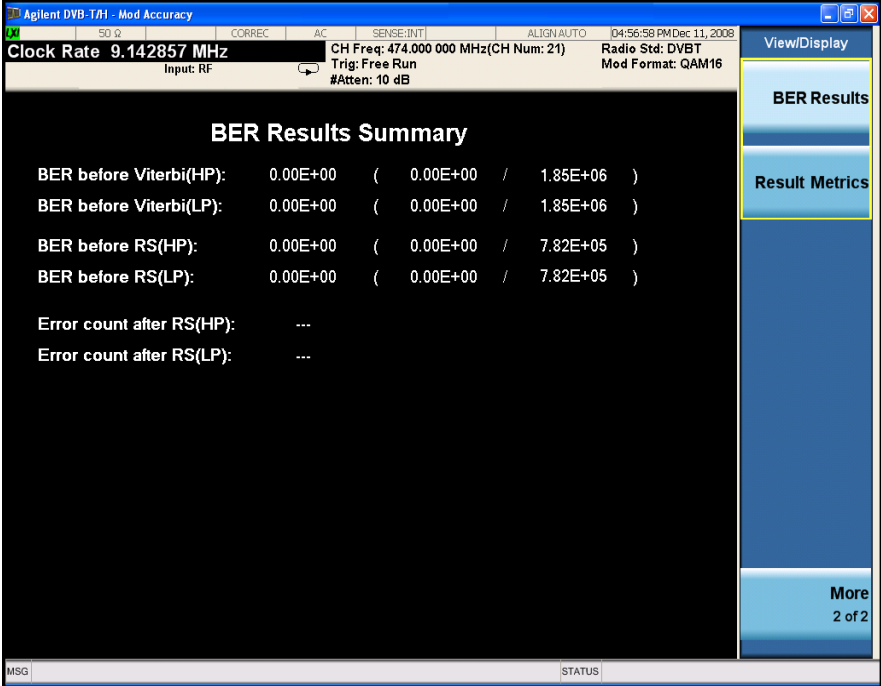 Agilent DVB-T/H - Mod Accuracy
LXI 50 Ω CORREC AC SENSE:INT ALIGN AUTO 04:56:58 PM Dec 11, 2008
Clock Rate 9.142857 MHz
Input: RF
CH Freq: 474.000 000 MHz(CH Num: 21)
Trig: Free Run
#Atten: 10 dB
Radio Std: DVBT
Mod Format: QAM16
View/Display
BER Results
Result Metrics
More
2 of 2
BER Results Summary
BER before Viterbi(HP): 0.00E+00 ( 0.00E+00 / 1.85E+06 )
BER before Viterbi(LP): 0.00E+00 ( 0.00E+00 / 1.85E+06 )
BER before RS(HP): 0.00E+00 ( 0.00E+00 / 7.82E+05 )
BER before RS(LP): 0.00E+00 ( 0.00E+00 / 7.82E+05 )
Error count after RS(HP): ---
Error count after RS(LP): ---
MSG STATUS